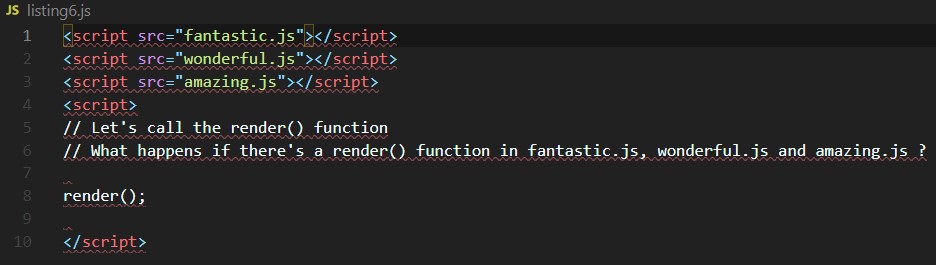 JS listing6.js
1 <script src="fantastic.js"></script>
2 <script src="wonderful.js"></script>
3 <script src="amazing.js"></script>
4 <script>
5 // Let's call the render() function
6 // What happens if there's a render() function in fantastic.js, wonderful.js and amazing.js ?
7
8 render();
9
10 </script>